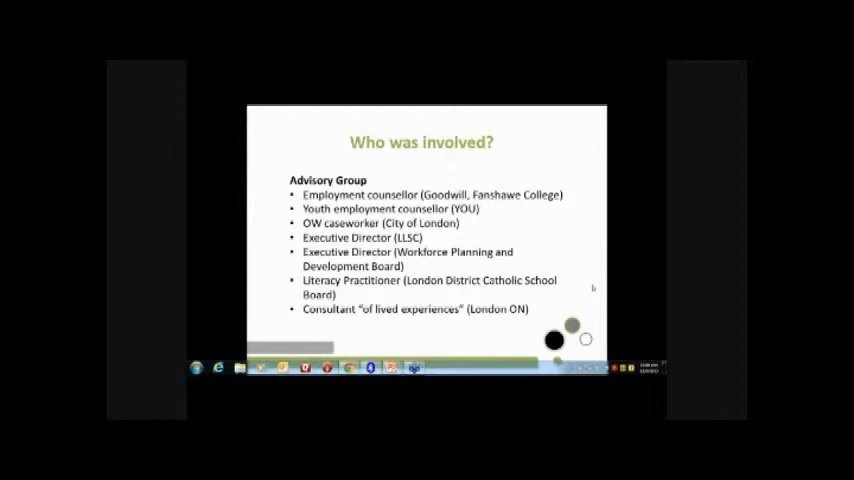 Who was involved?
Advisory Group
• Employment counsellor (Goodwill, Fanshawe College)
• Youth employment counsellor (YOU)
• OW caseworker (City of London)
• Executive Director (LLSC)
• Executive Director (Workforce Planning and
Development Board)
• Literacy Practitioner (London District Catholic School
Board)
• Consultant "of lived experiences" (London ON)